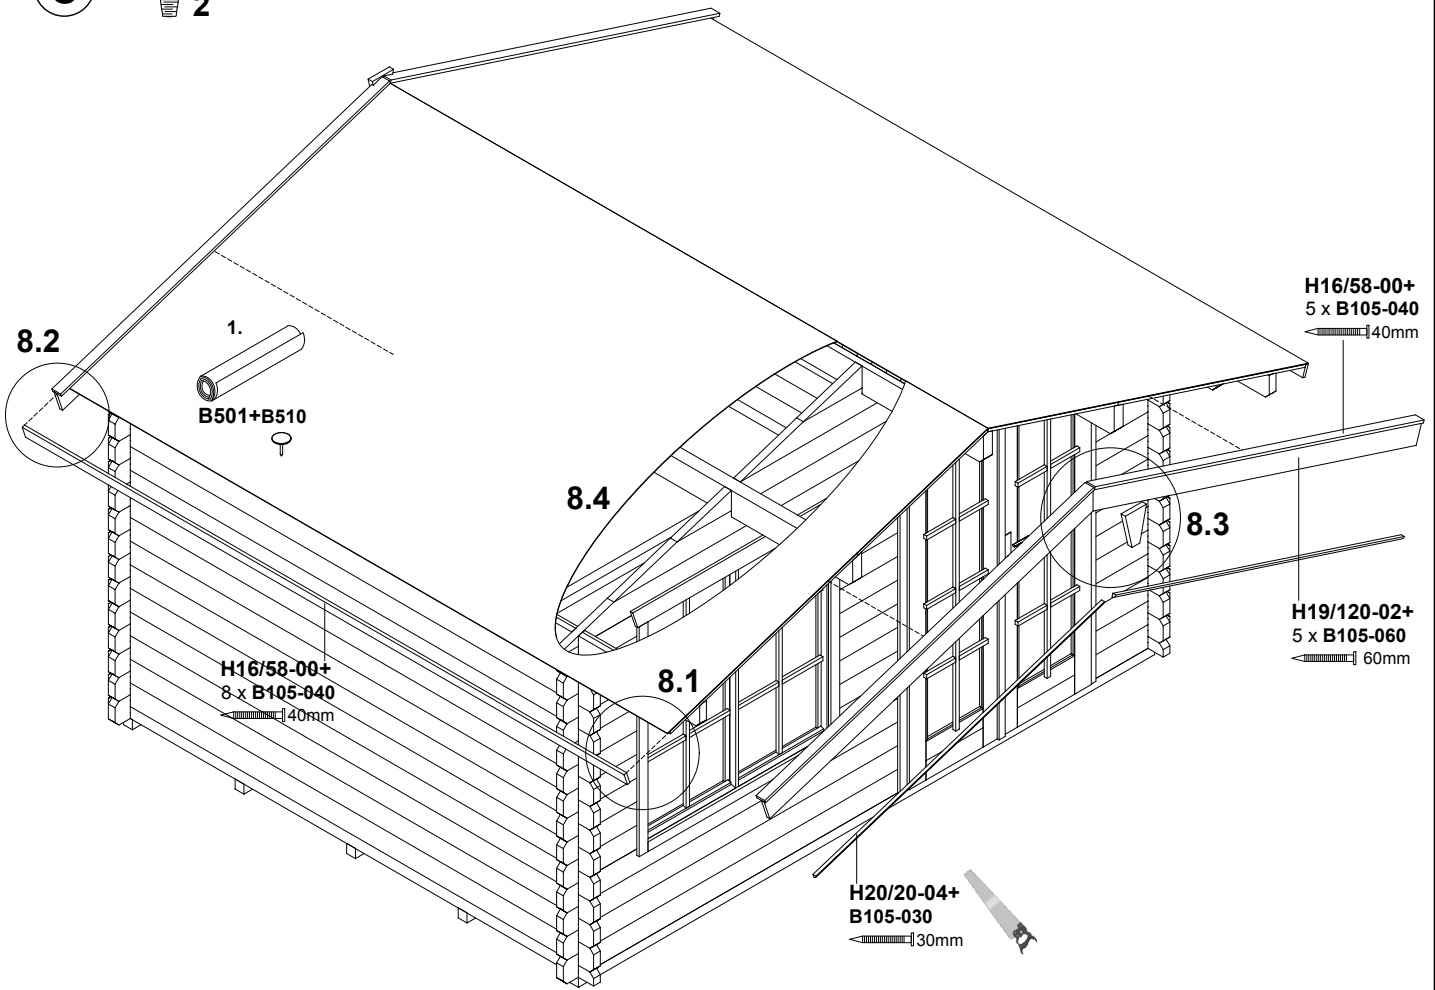 2
H16/58-00+
5 x B105-040
40mm
8.2
1.
B501+B510
8.4
8.3
H19/120-02+
5 x B105-060
60mm
H16/58-00+
8 x B105-040
40mm
8.1
H20/20-04+
B105-030
30mm